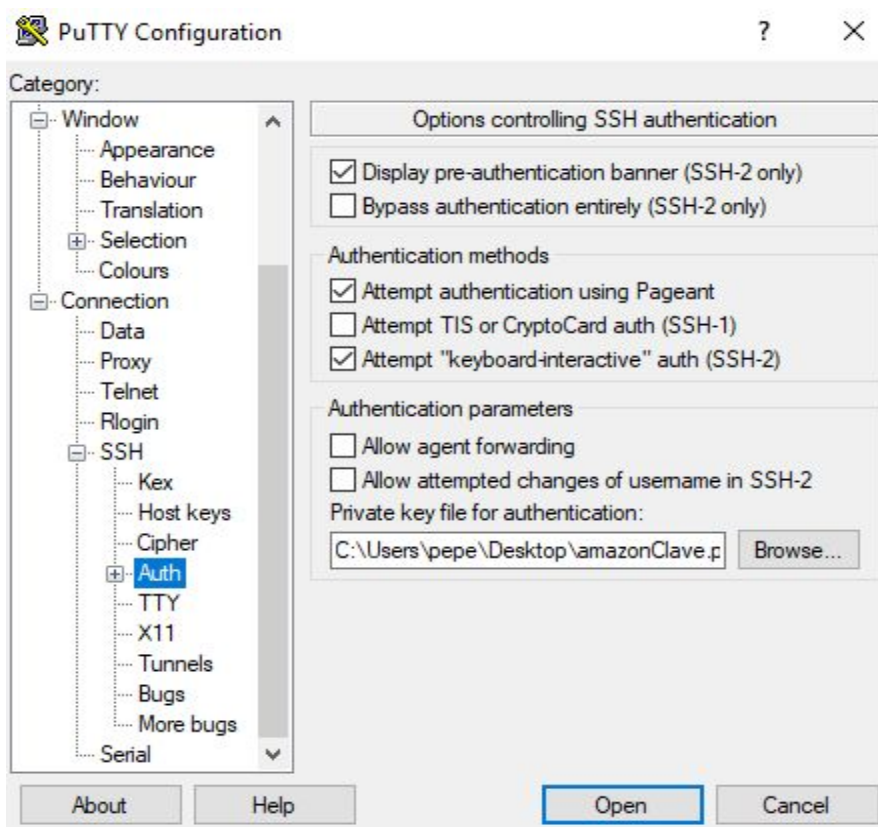 PuTTY Configuration
?
Category:
Window
Appearance
Behaviour
Translation
Selection
Colours
Connection
Data
Proxy
Telnet
Rlogin
SSH
Kex
Host keys
Cipher
Auth
TTY
X11
Tunnels
Bugs
More bugs
Serial
Options controlling SSH authentication
Display pre-authentication banner (SSH-2 only)
Bypass authentication entirely (SSH-2 only)
Authentication methods
Attempt authentication using Pageant
Attempt TIS or CryptoCard auth (SSH-1)
Attempt "keyboard-interactive" auth (SSH-2)
Authentication parameters
Allow agent forwarding
Allow attempted changes of username in SSH-2
Private key file for authentication:
C:\Users\pepe\Desktop\amazonClave.p
Browse...
About
Help
Open
Cancel